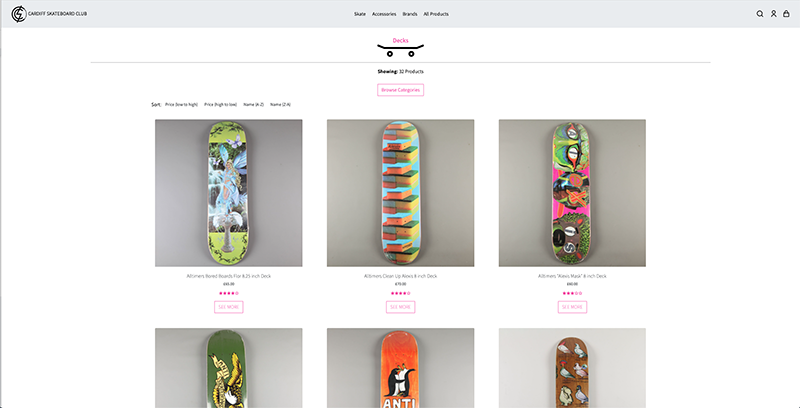 CARDIFF SKATEBOARD CLUB
Skate Accessories Brands All Products
Decks
Showing: 32 Products
Browse Categories
Sort: Price (low to high) Price (high to low) Name (A-Z) Name (Z-A)
Alltimers Bored Boards Flat 8.25 inch Deck
Alltimers Clean Up Alexis 8 inch Deck
Alltimers "Alexis Mask" 8 inch Deck
£65.00
£70.00
£60.00
SEE MORE
SEE MORE
SEE MORE
ANTI